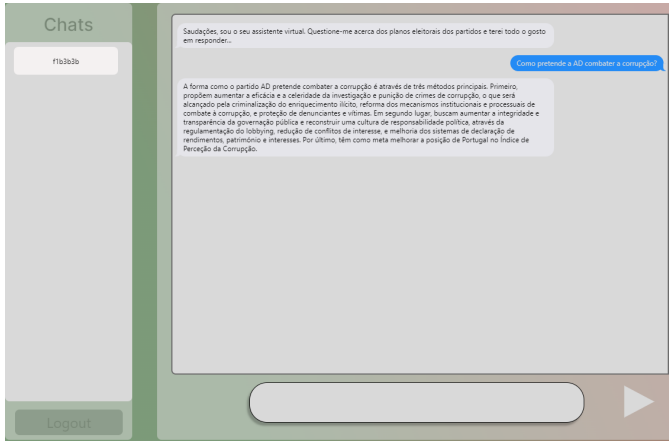 Chats
f1b3b3b
Logout
Saudações, sou o seu assistente virtual. Questione-me acerca dos planos eleitorais dos partidos e terei todo o gosto
em responder...
Como pretende a AD combater a corrupção?
A forma como o partido AD pretende combater a corrupção é através de três métodos principais. Primeiro,
propõem aumentar a eficácia e a celeridade da investigação e punição de crimes de corrupção, o que será
alcançado pela criminalização do enriquecimento ilícito, reforma dos mecanismos institucionais e processuais de
combate à corrupção, e proteção de denunciantes e vítimas. Em segundo lugar, buscam aumentar a integridade e
transparência da governação pública e reconstruir uma cultura de responsabilidade política, através da
regulamentação do lobbying, redução de conflitos de interesse, e melhoria dos sistemas de declaração de
rendimentos, património e interesses. Por último, têm como meta melhorar a posição de Portugal no Índice de
Perceção da Corrupção.